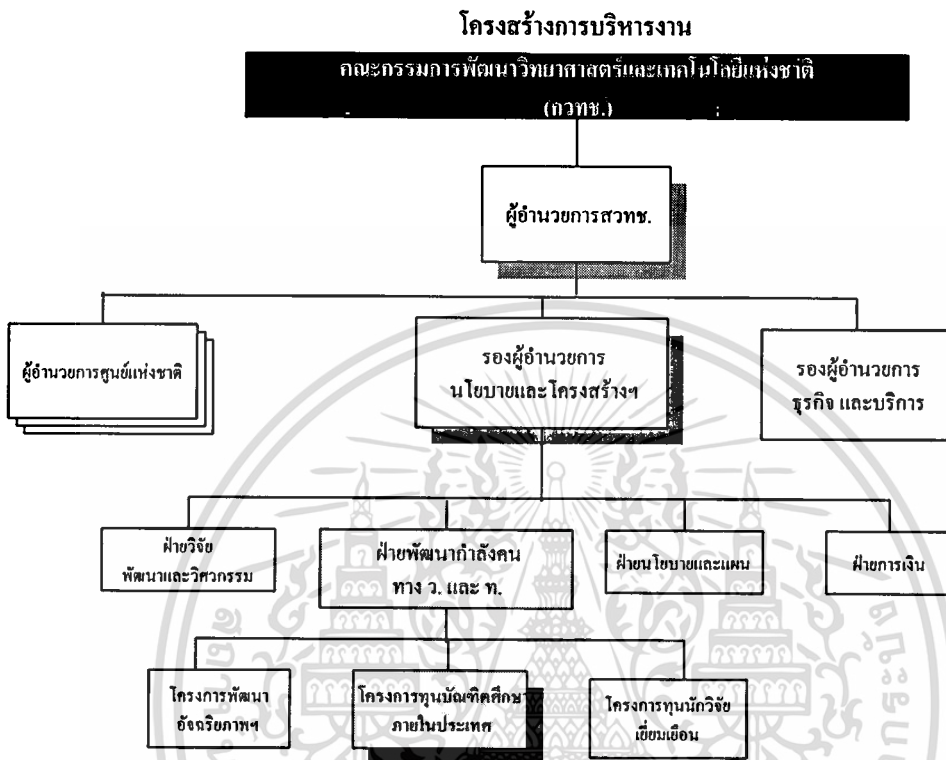 โครงสร้างการบริหารงาน
คณะกรรมการพัฒนาวิทยาศาสตร์และเทคโนโลยีแห่งชาติ
(กวทช.)
ผู้อำนวยการสวทช.
ผู้อำนวยการศูนย์แห่งชาติ
รองผู้อำนวยการ
นโยบายและโครงสร้างฯ
รองผู้อำนวยการ
ธุรกิจ และบริการ
ฝ่ายวิจัย
พัฒนาและวิศวกรรม
ฝ่ายพัฒนากำลังคน
ทาง ว. และ ท.
ฝ่ายนโยบายและแผน
ฝ่ายการเงิน
โครงการพัฒนา
อัจฉริยภาพฯ
โครงการทุนบัณฑิตศึกษา
ภายในประเทศ
โครงการทุนนักวิจัย
เยี่ยมเยือน